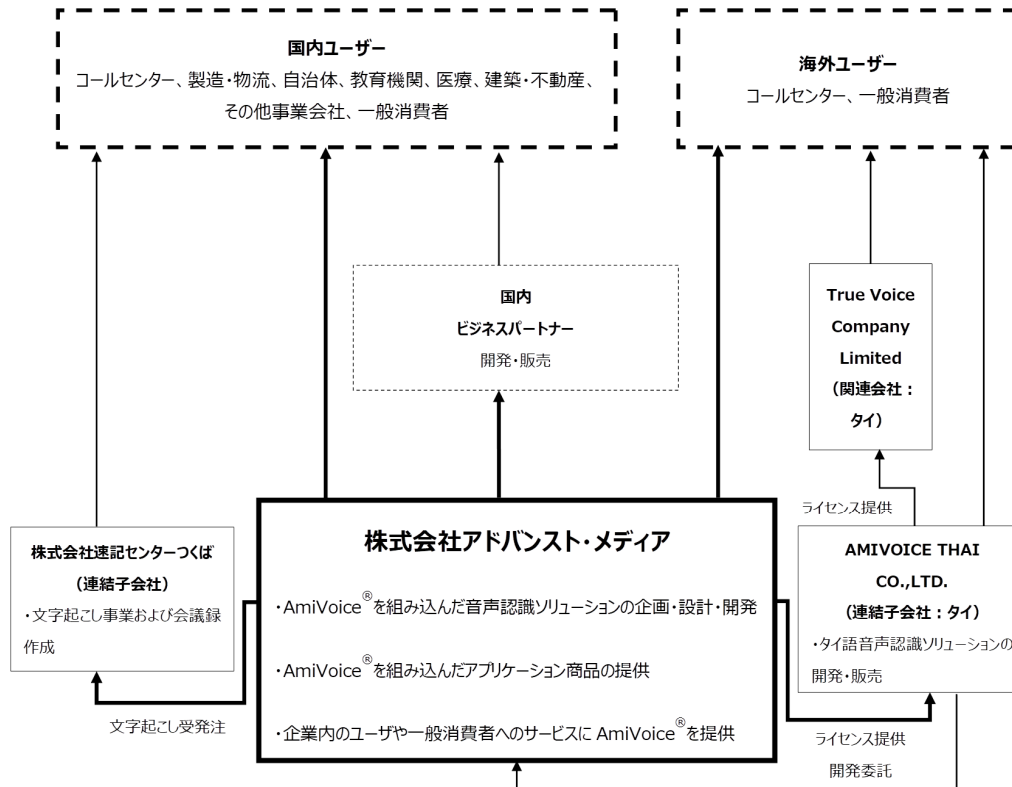 国内ユーザー
コールセンター、製造・物流、自治体、教育機関、医療、建築・不動産、
その他事業会社、一般消費者
海外ユーザー
コールセンター、一般消費者
国内
ビジネスパートナー
開発・販売
True Voice
Company
Limited
（関連会社：
タイ）
ライセンス提供
株式会社速記センターつくば
（連結子会社）
・文字起こし事業および会議録
作成
文字起こし受発注
株式会社アドバンスト・メディア
・AmiVoice®を組み込んだ音声認識ソリューションの企画・設計・開発
・AmiVoice®を組み込んだアプリケーション商品の提供
・企業内のユーザや一般消費者へのサービスに AmiVoice®を提供
AMIVOICE THAI
CO.,LTD.
（連結子会社：タイ）
・タイ語音声認識ソリューションの
開発・販売
ライセンス提供
開発委託